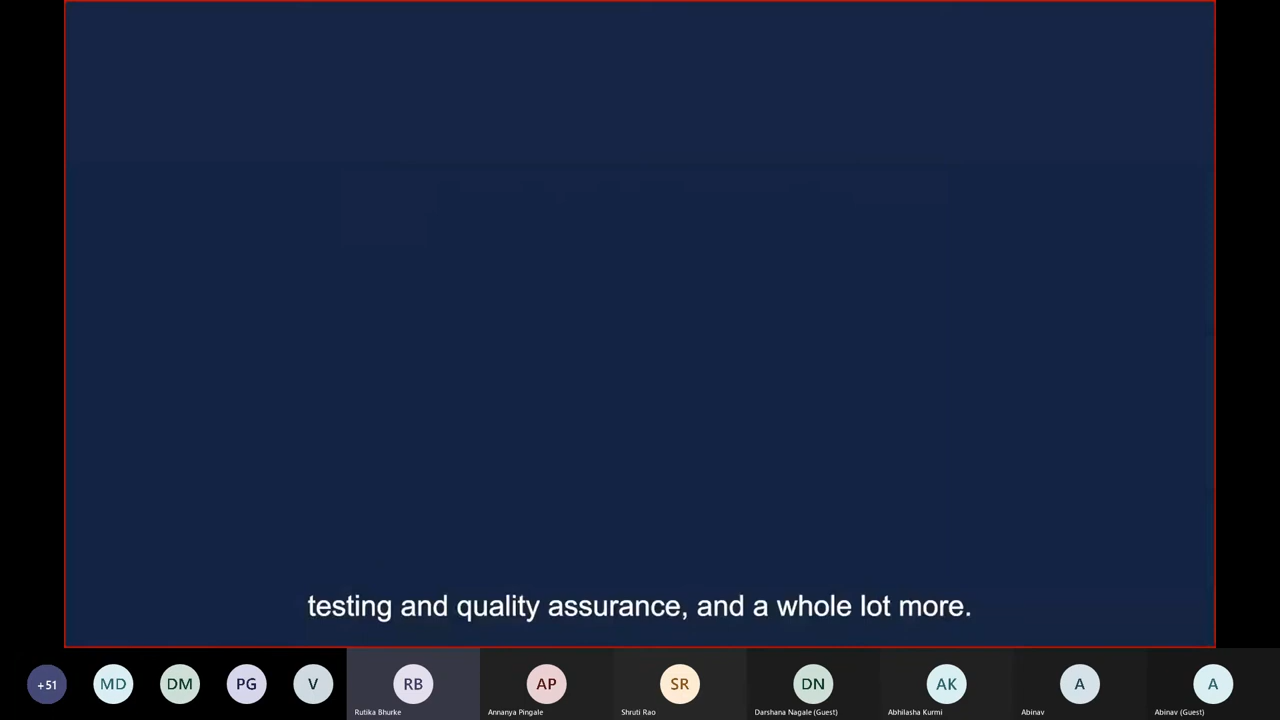 testing and quality assurance, and a whole lot more.
+51
MD
DM
PG
V
RB
AP
SR
DN
AK
A
A
Rutika Bhurke
Annanya Pingale
Shruti Rao
Darshana Nagale (Guest)
Abhilasha Kurmi
Abinav
Abinav (Guest)